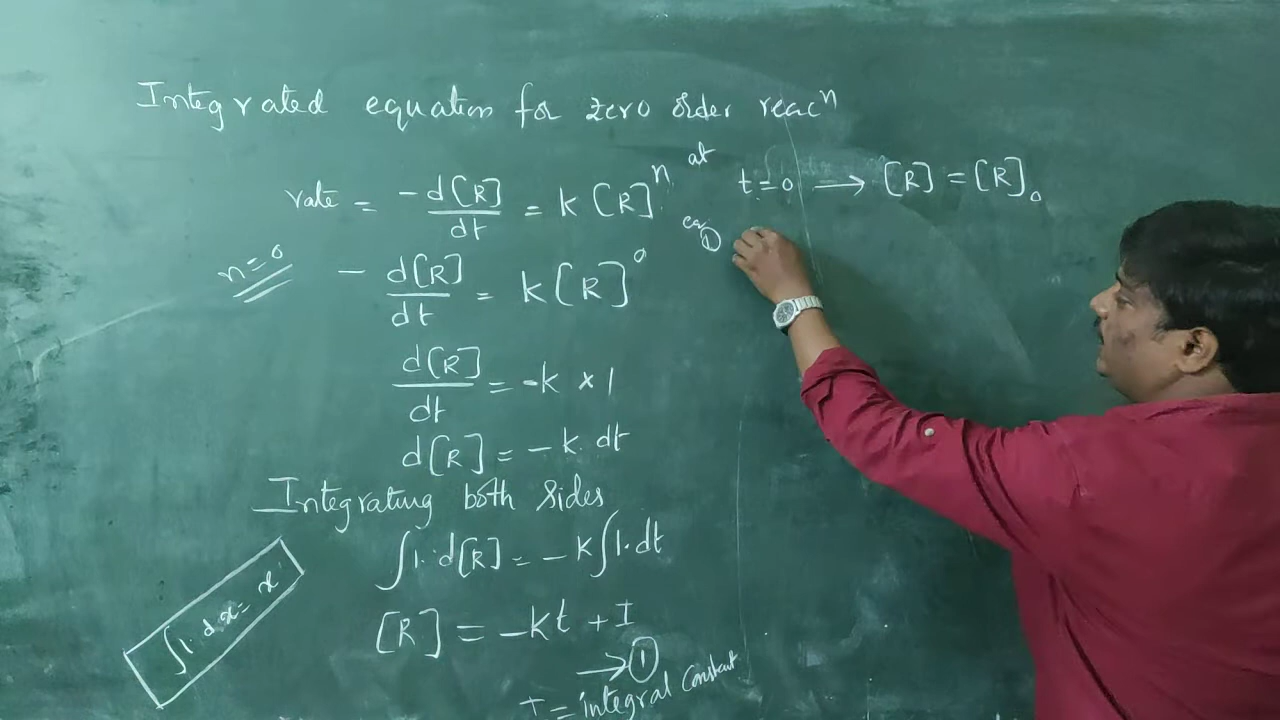 Integrated equation for zero order reacⁿ
rate = -d[R]/dt = k [R]ⁿ
n=0
- d[R]/dt = k [R]⁰
d[R]/dt = -k × 1
d[R] = - k. dt
Integrating both sides
∫1. d[R] = - k∫1. dt
∫1. dx = x
[R] = -kt + I
→ ①
I = integral constant
at t=0 → [R] = [R]₀
eq ①